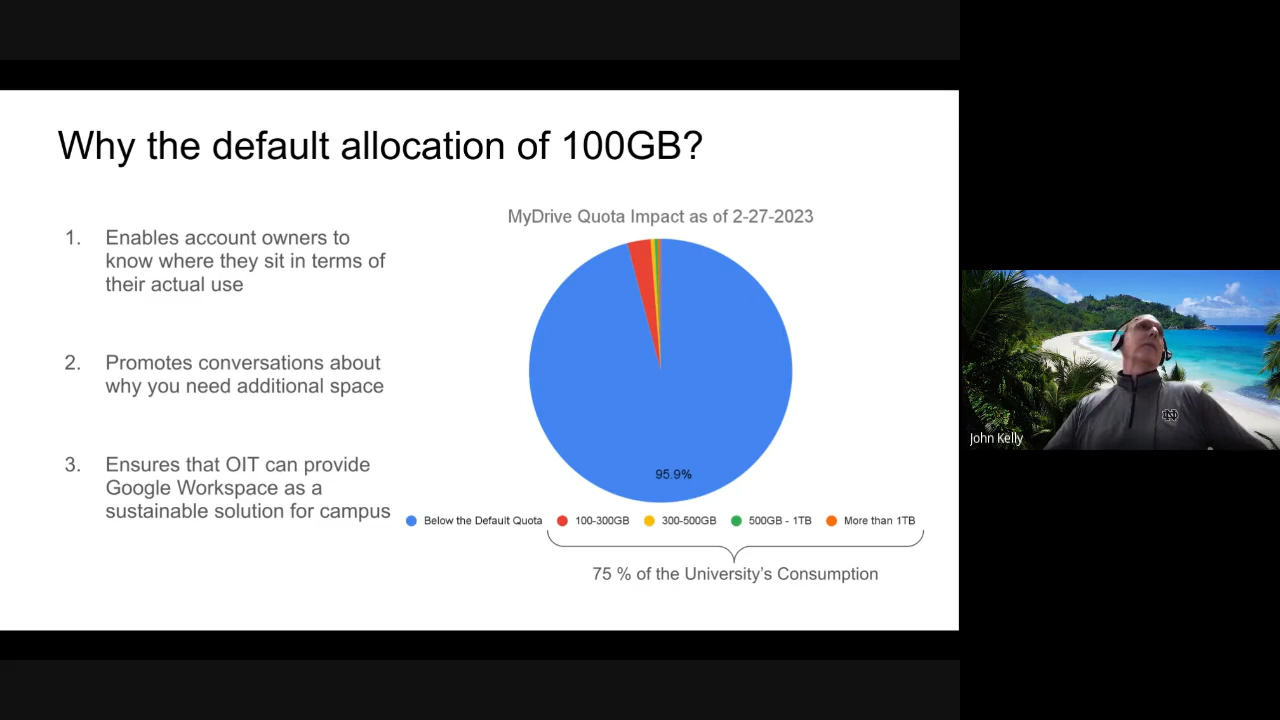 Why the default allocation of 100GB?
1. Enables account owners to
know where they sit in terms of
their actual use
2. Promotes conversations about
why you need additional space
3. Ensures that OIT can provide
Google Workspace as a
sustainable solution for campus
MyDrive Quota Impact as of 2-27-2023
95.9%
Below the Default Quota 100-300GB 300-500GB 500GB - 1TB More than 1TB
75 % of the University's Consumption
John Kelly